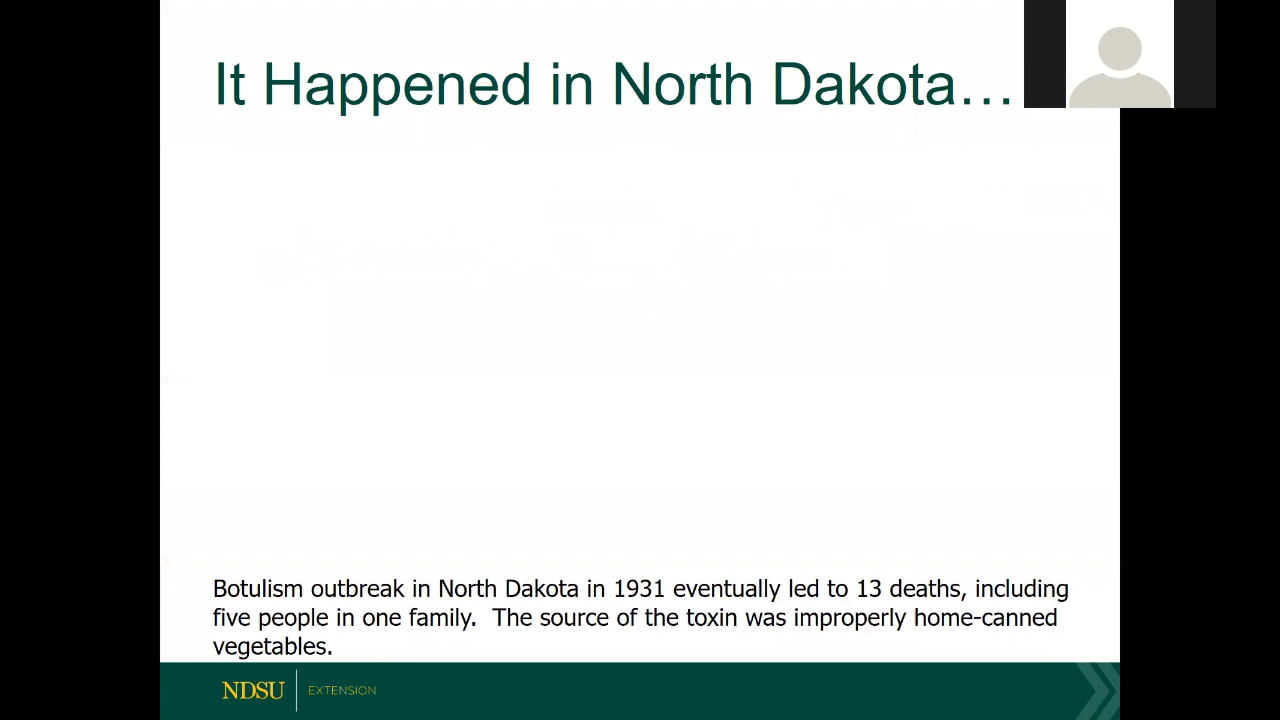 It Happened in North Dakota…
Botulism outbreak in North Dakota in 1931 eventually led to 13 deaths, including
five people in one family.  The source of the toxin was improperly home-canned
vegetables.
NDSU EXTENSION